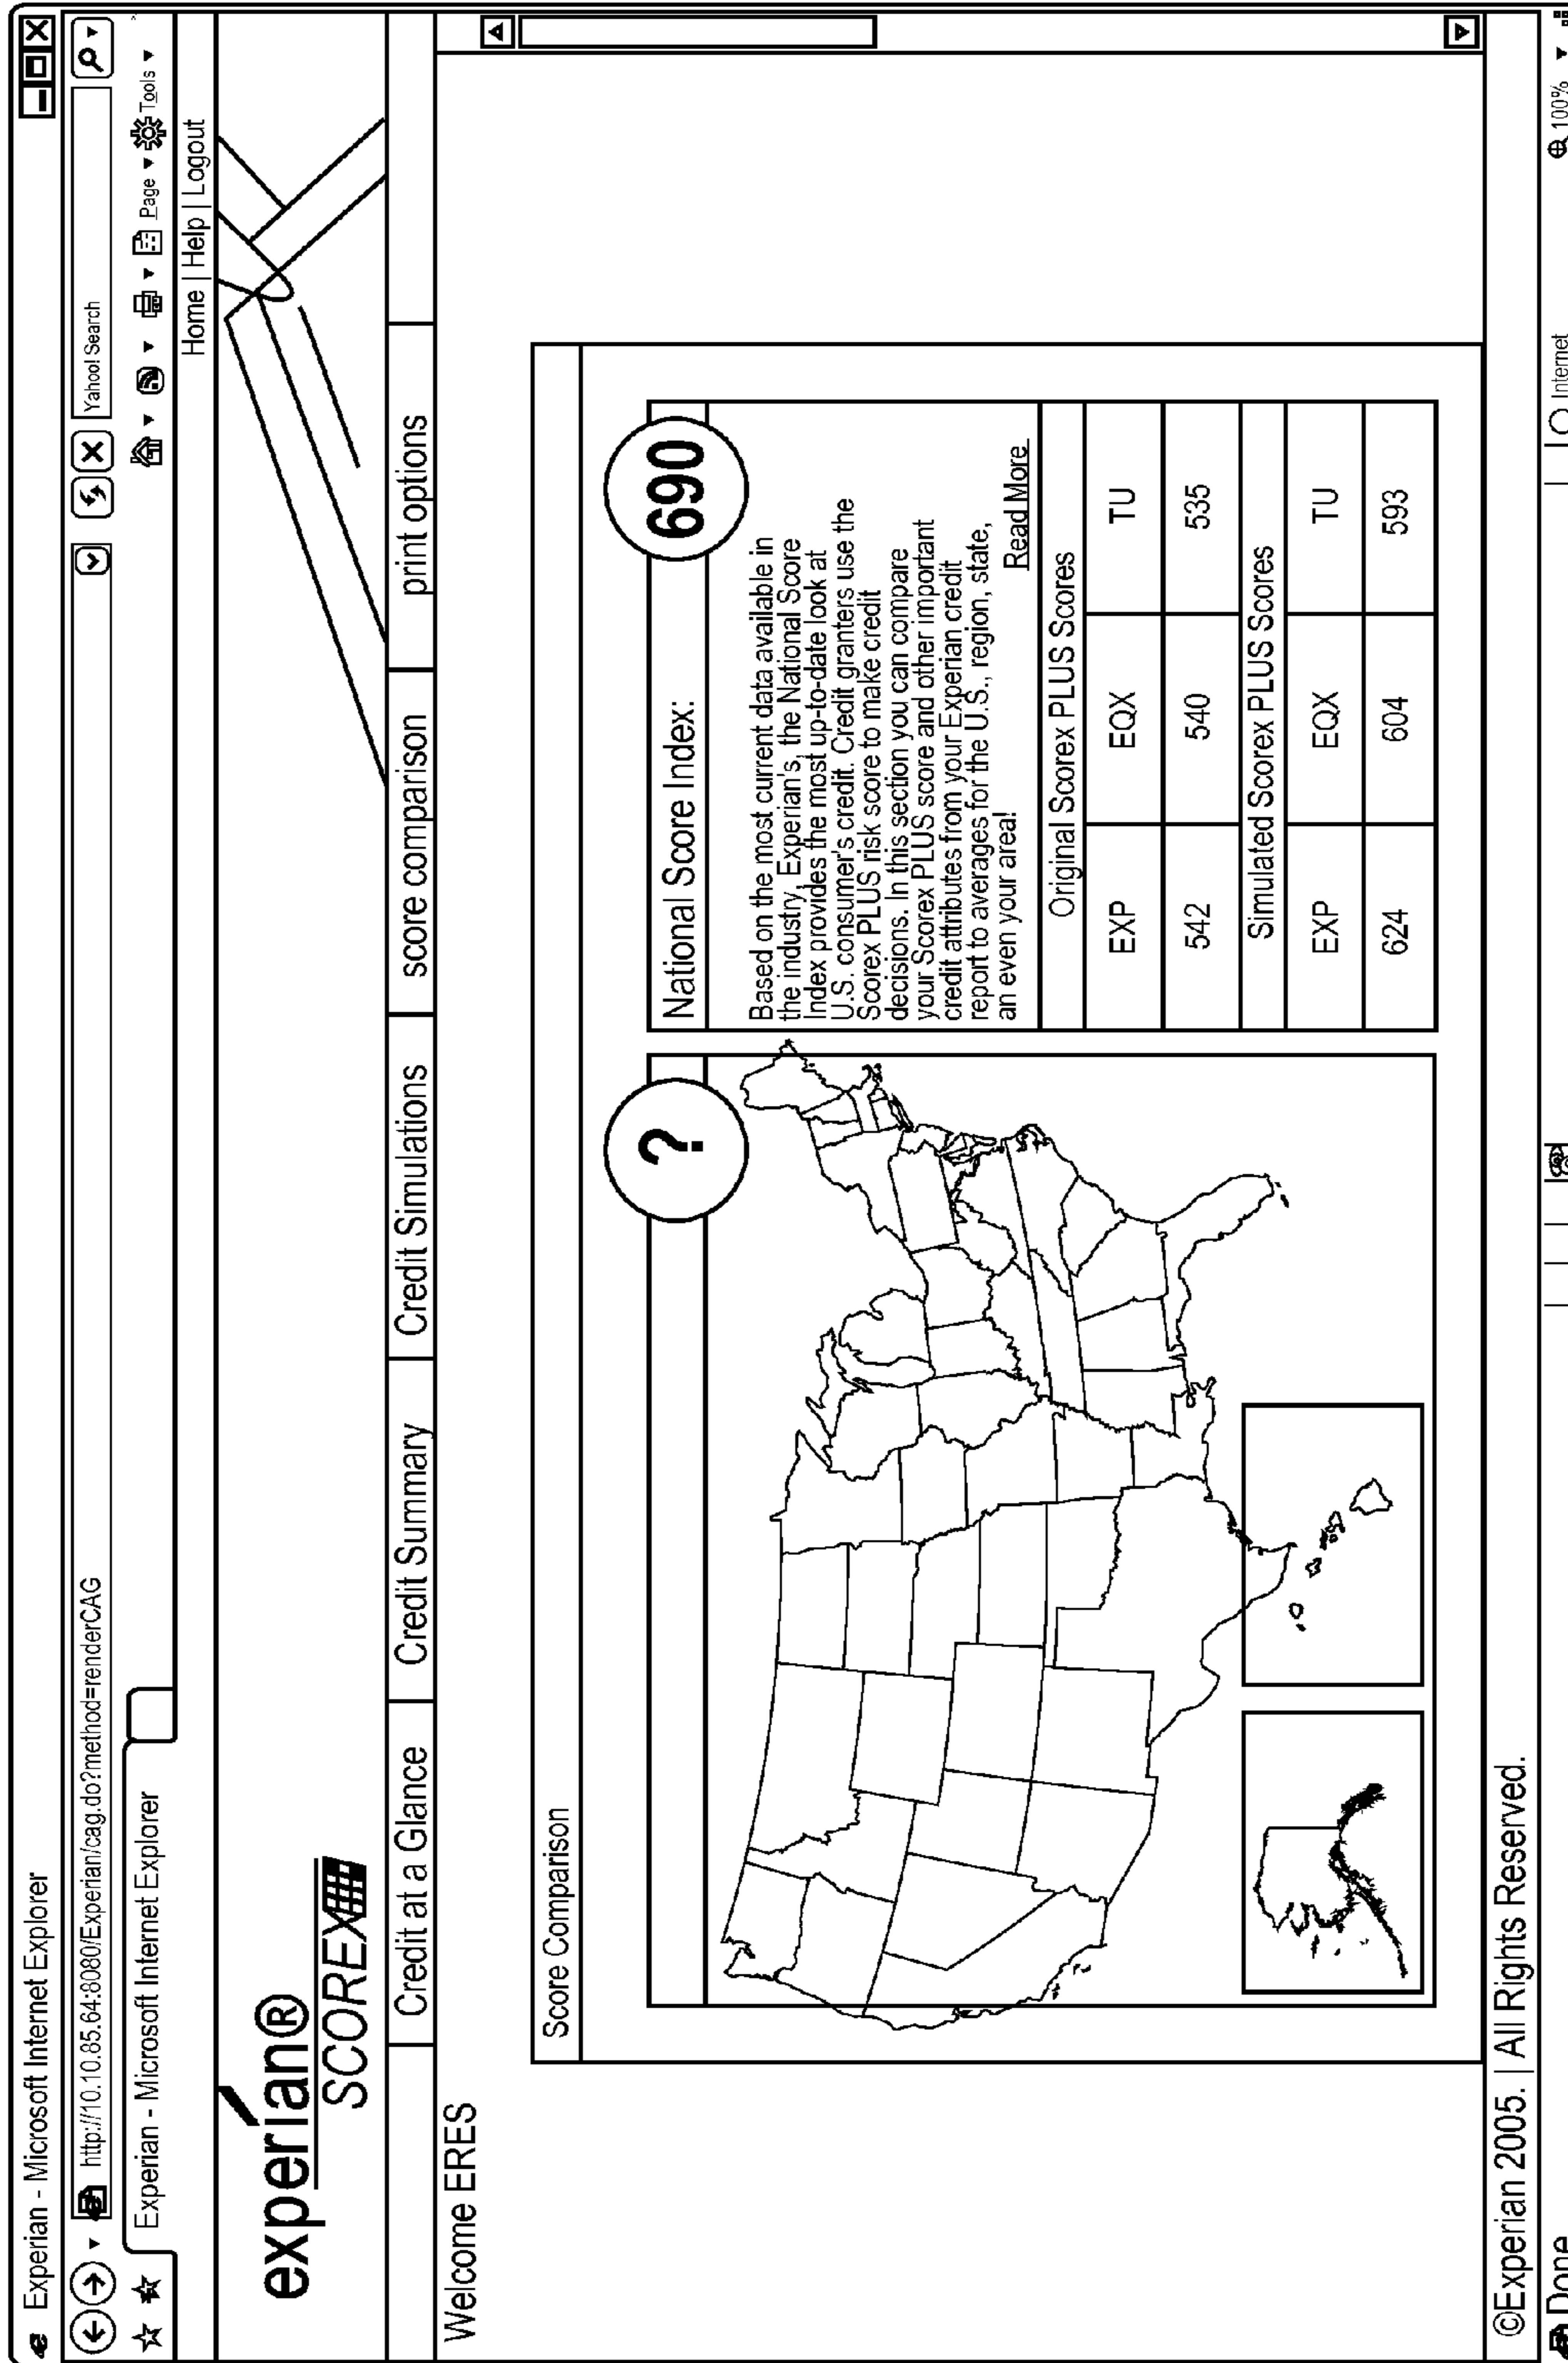 Experian - Microsoft Internet Explorer
http://10.10.85.64:8080/Experian/cag.do?method=renderCAG
Yahoo! Search
Experian - Microsoft Internet Explorer
Page
Tools
Home | Help | Logout
experian®
SCOREX
Credit at a Glance
Credit Summary
Credit Simulations
score comparison
print options
Welcome ERES
Score Comparison
?
National Score Index:
690
Based on the most current data available in
the industry, Experian's, the National Score
Index provides the most up-to-date look at
U.S. consumer's credit. Credit granters use the
Scorex PLUS risk score to make credit
decisions. In this section you can compare
your Scorex PLUS score and other important
credit attributes from your Experian credit
report to averages for the U.S., region, state,
an even your area!
Read More
Original Scorex PLUS Scores
EXP EQX TU
542 540 535
Simulated Scorex PLUS Scores
EXP EQX TU
624 604 593
©Experian 2005. | All Rights Reserved.
Done
Internet
100%